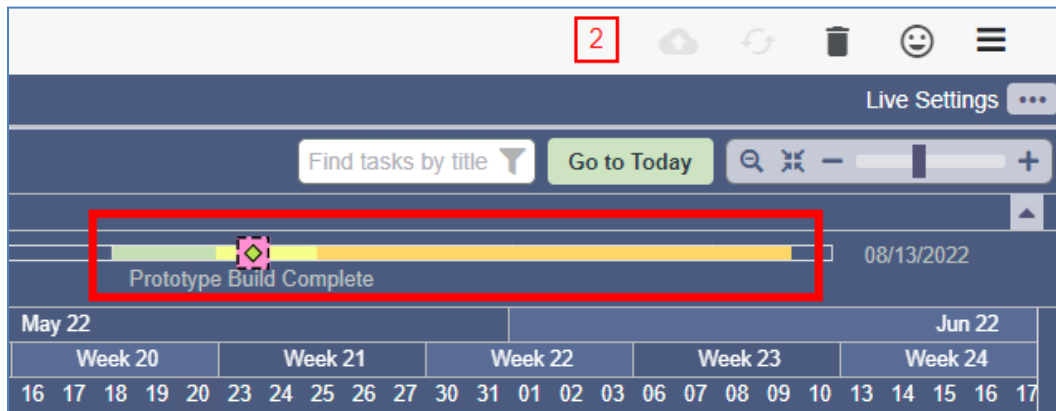 2
Live Settings
Find tasks by title Go to Today
08/13/2022
Prototype Build Complete
May 22 Jun 22
Week 20 Week 21 Week 22 Week 23 Week 24
16 17 18 19 20 23 24 25 26 27 30 31 01 02 03 06 07 08 09 10 13 14 15 16 17